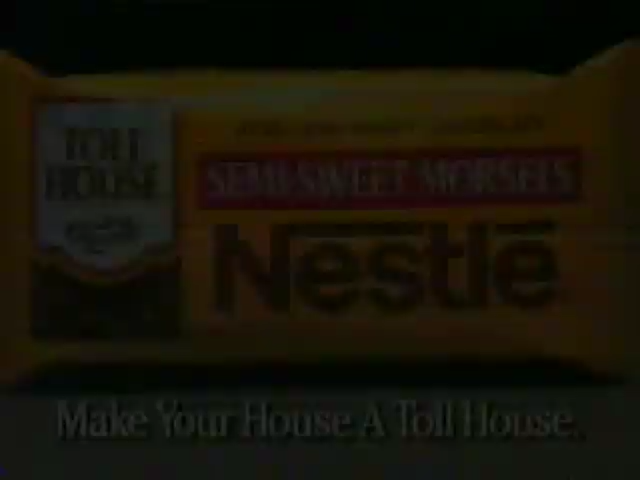 TOLL
HOUSE
SEMI-SWEET MORSELS
Nestlé
Make Your House A Toll House.